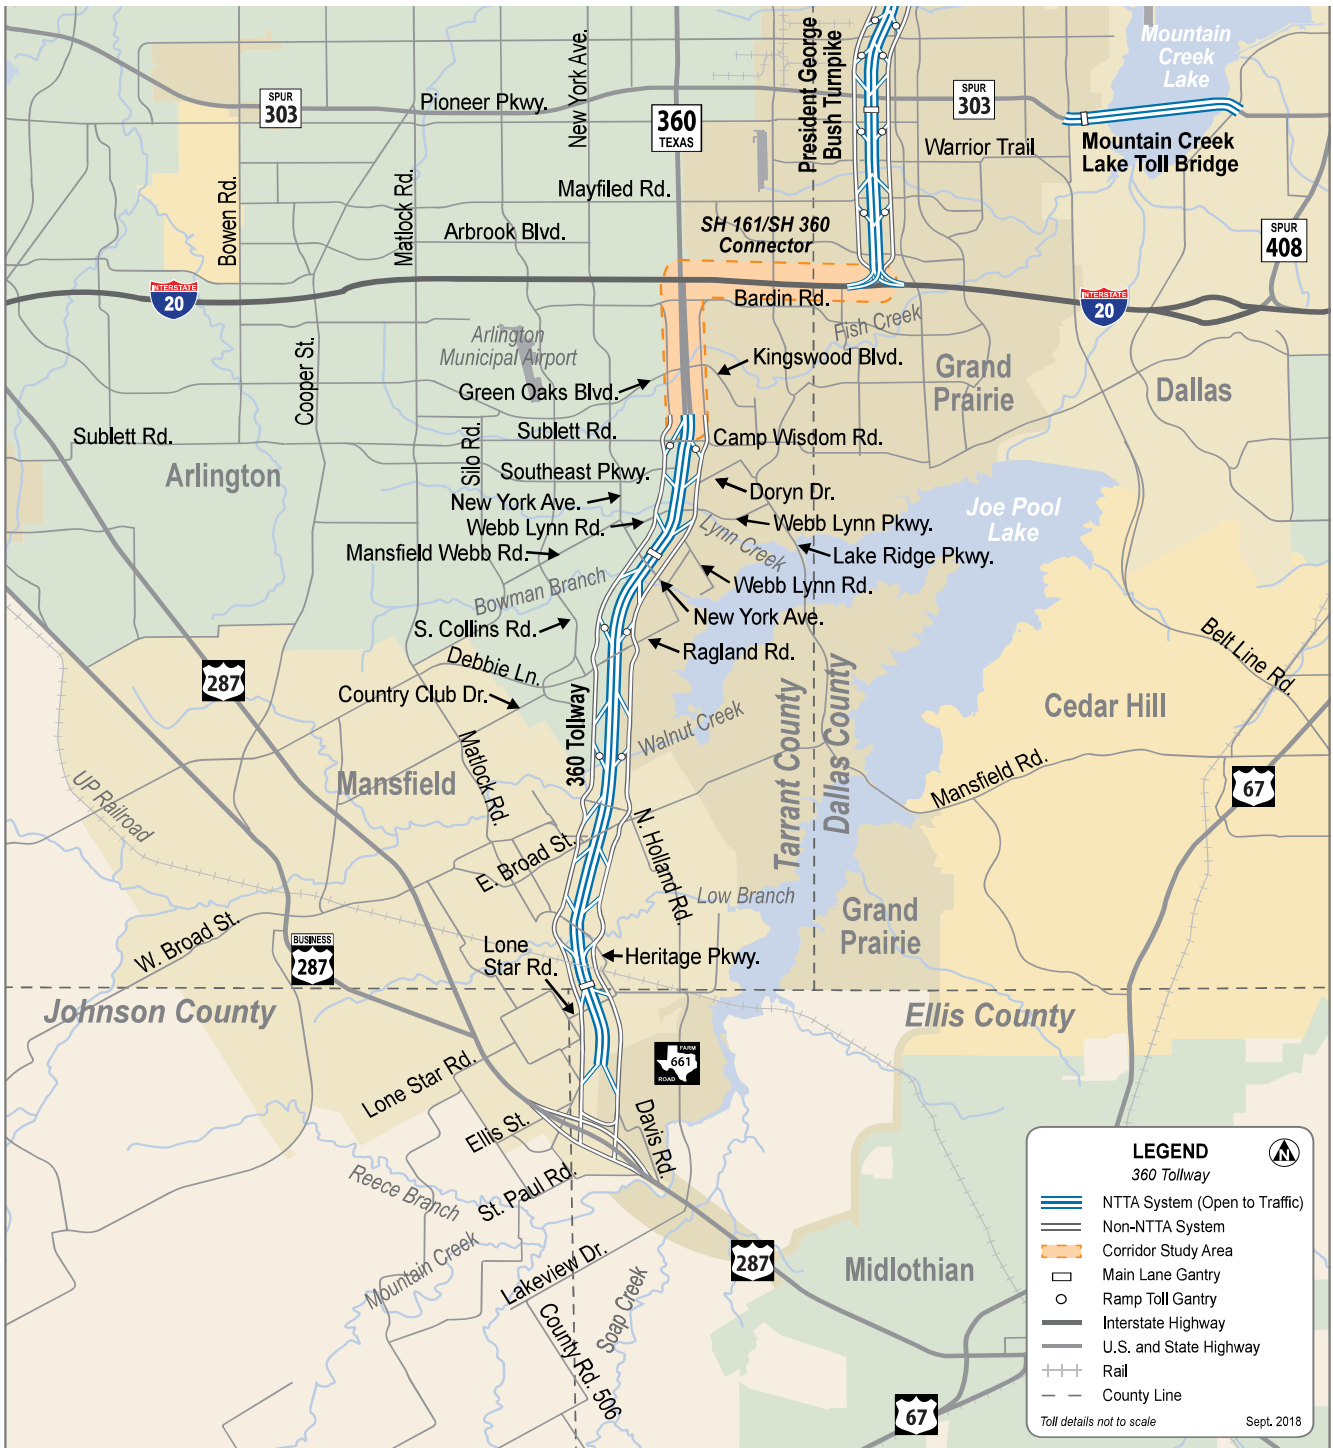 Mountain
Creek
Lake
New York Ave.
President George
Bush Turnpike
SPUR
303
Pioneer Pkwy.
360
TEXAS
SPUR
303
Warrior Trail
Mountain Creek
Lake Toll Bridge
Bowen Rd.
Matlock Rd.
Mayfiled Rd.
Arbrook Blvd.
SH 161/SH 360
Connector
SPUR
408
INTERSTATE
20
Bardin Rd.
INTERSTATE
20
Fish Creek
Arlington
Municipal Airport
Cooper St.
Kingswood Blvd.
Green Oaks Blvd.
Grand
Prairie
Dallas
Sublett Rd.
Sublett Rd.
Camp Wisdom Rd.
Silo Rd.
Arlington
Southeast Pkwy.
Doryn Dr.
New York Ave.
Webb Lynn Rd.
Webb Lynn Pkwy.
Joe Pool
Lake
Mansfield Webb Rd.
Lynn Creek
Lake Ridge Pkwy.
Bowman Branch
Webb Lynn Rd.
New York Ave.
S. Collins Rd.
Ragland Rd.
Belt Line Rd.
287
Debbie Ln.
Country Club Dr.
360 Tollway
Walnut Creek
Tarrant County
Dallas County
Cedar Hill
UP Railroad
Mansfield
Matlock Rd.
Mansfield Rd.
67
N. Holland Rd.
E. Broad St.
Low Branch
Grand
Prairie
W. Broad St.
BUSINESS
287
Lone
Star Rd.
Heritage Pkwy.
Johnson County
Ellis County
FARM
661
ROAD
Lone Star Rd.
Ellis St.
Davis Rd.
Reece Branch
St. Paul Rd.
Mountain Creek
Lakeview Dr.
287
Midlothian
Soap Creek
County Rd. 506
67
LEGEND
N
360 Tollway
NTTA System (Open to Traffic)
Non-NTTA System
Corridor Study Area
Main Lane Gantry
Ramp Toll Gantry
Interstate Highway
U.S. and State Highway
Rail
County Line
Toll details not to scale
Sept. 2018